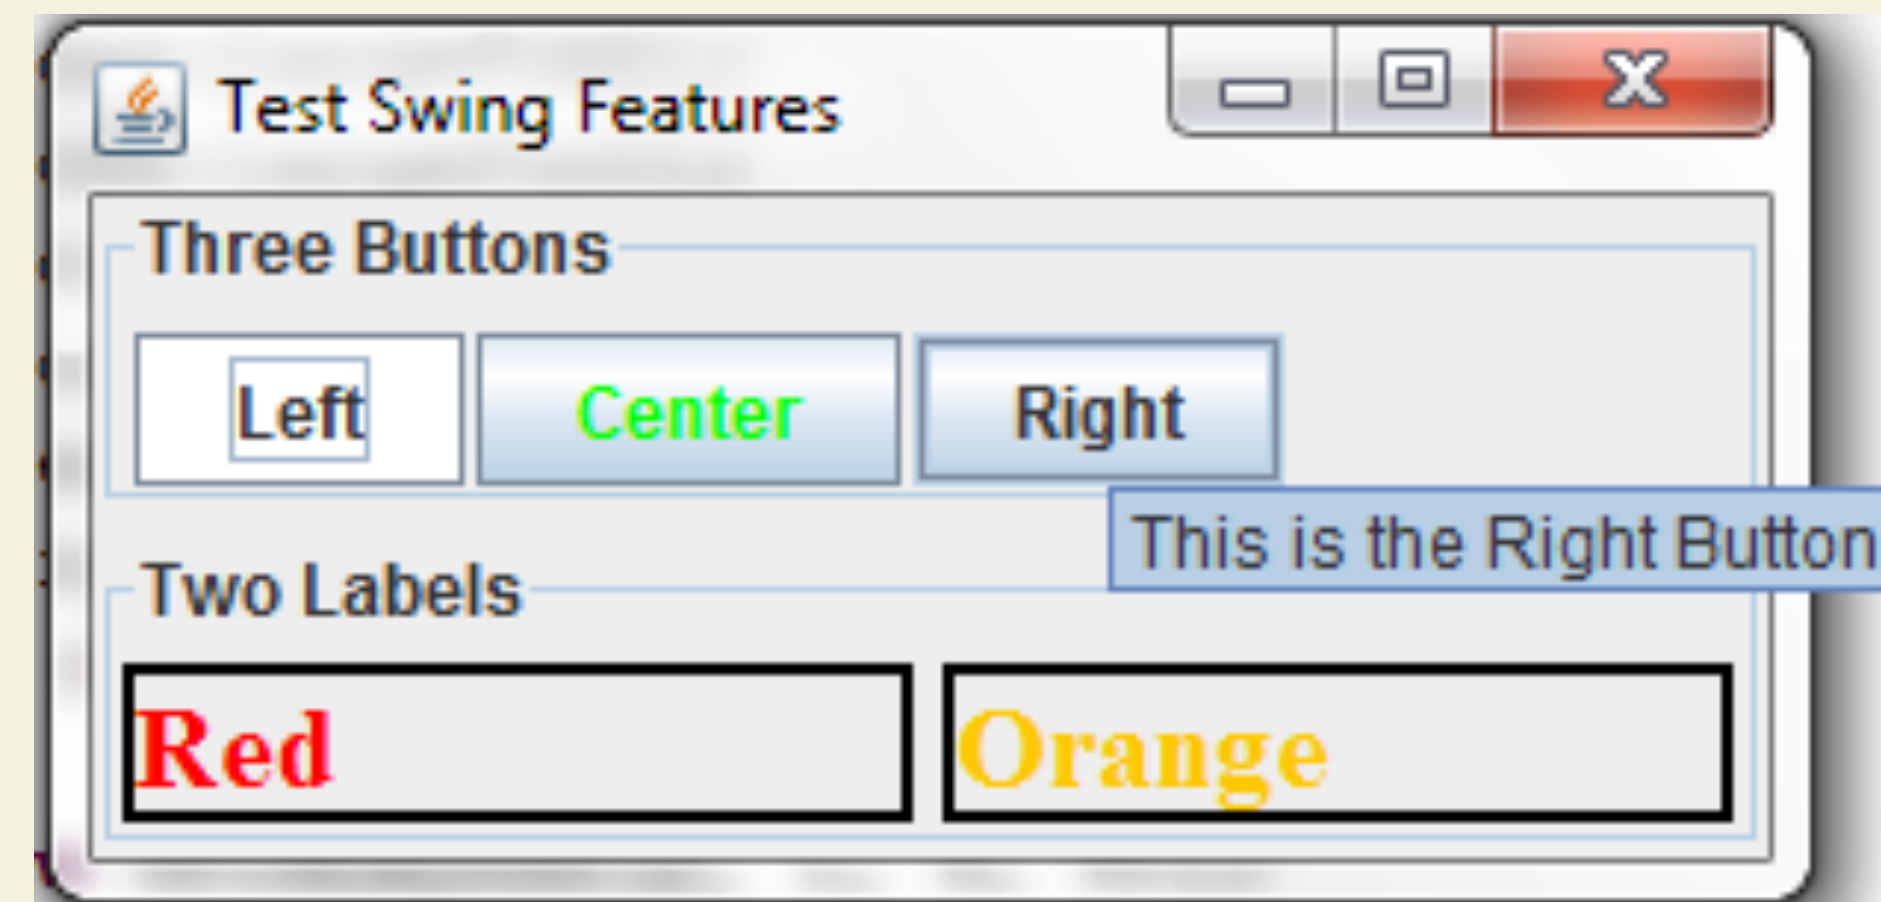 Test Swing Features
Three Buttons
Left Center Right
This is the Right Button
Two Labels
Red Orange